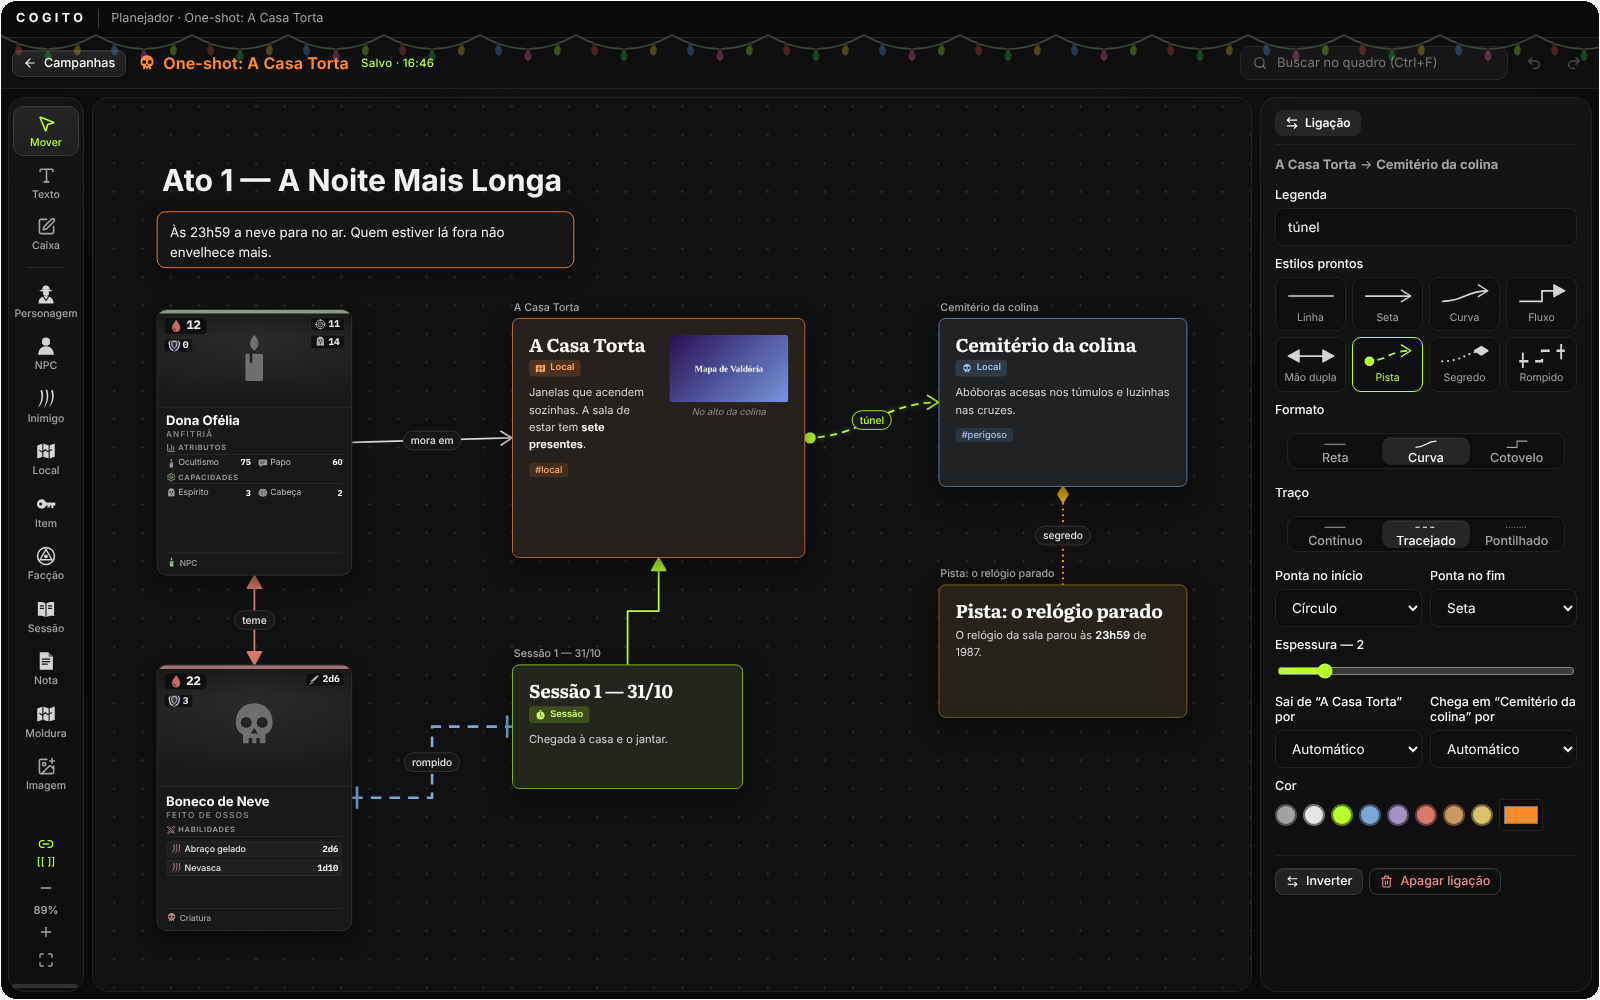 COGITO
Planejador · One-shot: A Casa Torta
Campanhas
One-shot: A Casa Torta
Salvo · 16:46
Buscar no quadro (Ctrl+F)
Mover
Texto
Caixa
Personagem
NPC
Inimigo
Local
Item
Facção
Sessão
Nota
Moldura
Imagem
[[ ]]
89%
Ato 1 — A Noite Mais Longa
Às 23h59 a neve para no ar. Quem estiver lá fora não
envelhece mais.
12
11
0
14
Dona Ofélia
ANFITRIÃ
ATRIBUTOS
Ocultismo 75 Papo 60
CAPACIDADES
Espírito 3 Cabeça 2
NPC
mora em
teme
22
2d6
3
Boneco de Neve
FEITO DE OSSOS
HABILIDADES
Abraço gelado 2d6
Nevasca 1d10
Criatura
rompido
A Casa Torta
A Casa Torta
Local
Janelas que acendem
sozinhas. A sala de
estar tem sete
presentes.
#local
Mapa de Valdória
No alto da colina
túnel
Sessão 1 — 31/10
Sessão 1 — 31/10
Sessão
Chegada à casa e o jantar.
Cemitério da colina
Cemitério da colina
Local
Abóboras acesas nos túmulos e luzinhas
nas cruzes.
#perigoso
segredo
Pista: o relógio parado
Pista: o relógio parado
O relógio da sala parou às 23h59 de
1987.
Ligação
A Casa Torta → Cemitério da colina
Legenda
túnel
Estilos prontos
Linha
Seta
Curva
Fluxo
Mão dupla
Pista
Segredo
Rompido
Formato
Reta
Curva
Cotovelo
Traço
Contínuo
Tracejado
Pontilhado
Ponta no início
Ponta no fim
Círculo
Seta
Espessura — 2
Sai de “A Casa Torta”
por
Chega em “Cemitério da
colina” por
Automático
Automático
Cor
Inverter
Apagar ligação